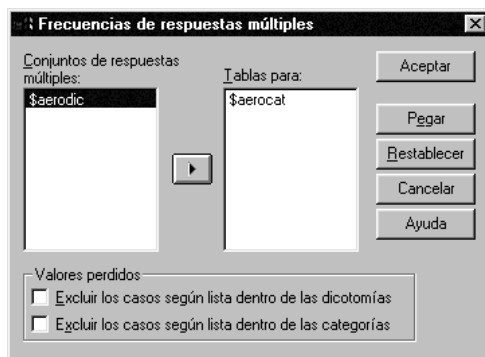 Frecuencias de respuestas múltiples
Conjuntos de respuestas
múltiples:
$aerodic
Tablas para:
$aerocat
Aceptar
Pegar
Restablecer
Cancelar
Ayuda
Valores perdidos
Excluir los casos según lista dentro de las dicotomías
Excluir los casos según lista dentro de las categorías